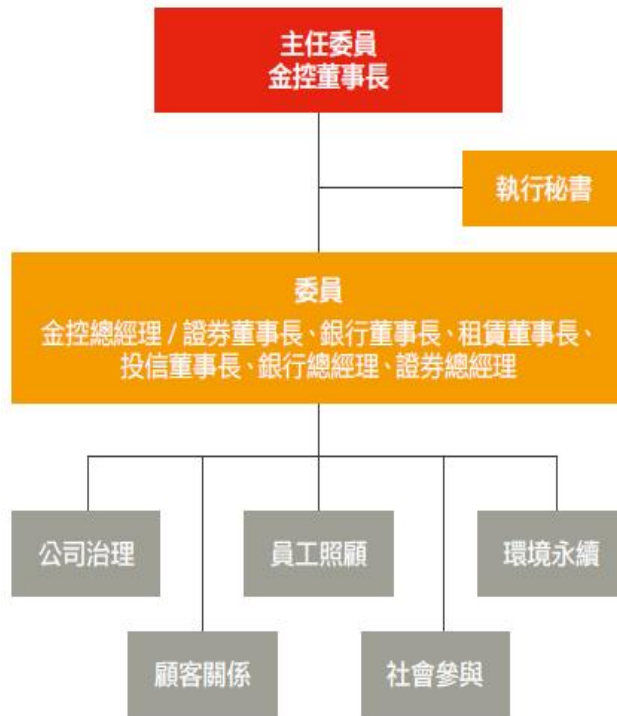 主任委員
金控董事長
執行秘書
委員
金控總經理 / 證券董事長、銀行董事長、租賃董事長、
投信董事長、銀行總經理、證券總經理
公司治理
員工照顧
環境永續
顧客關係
社會參與